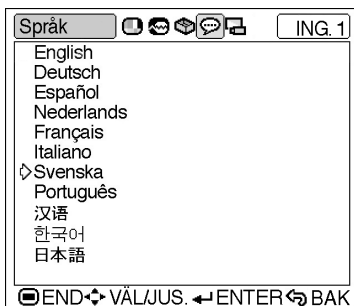 Språk ING. 1
English
Deutsch
Español
Nederlands
Français
Italiano
Svenska
Português
汉语
한국어
日本語
END VÄL/JUS. ENTER BAK